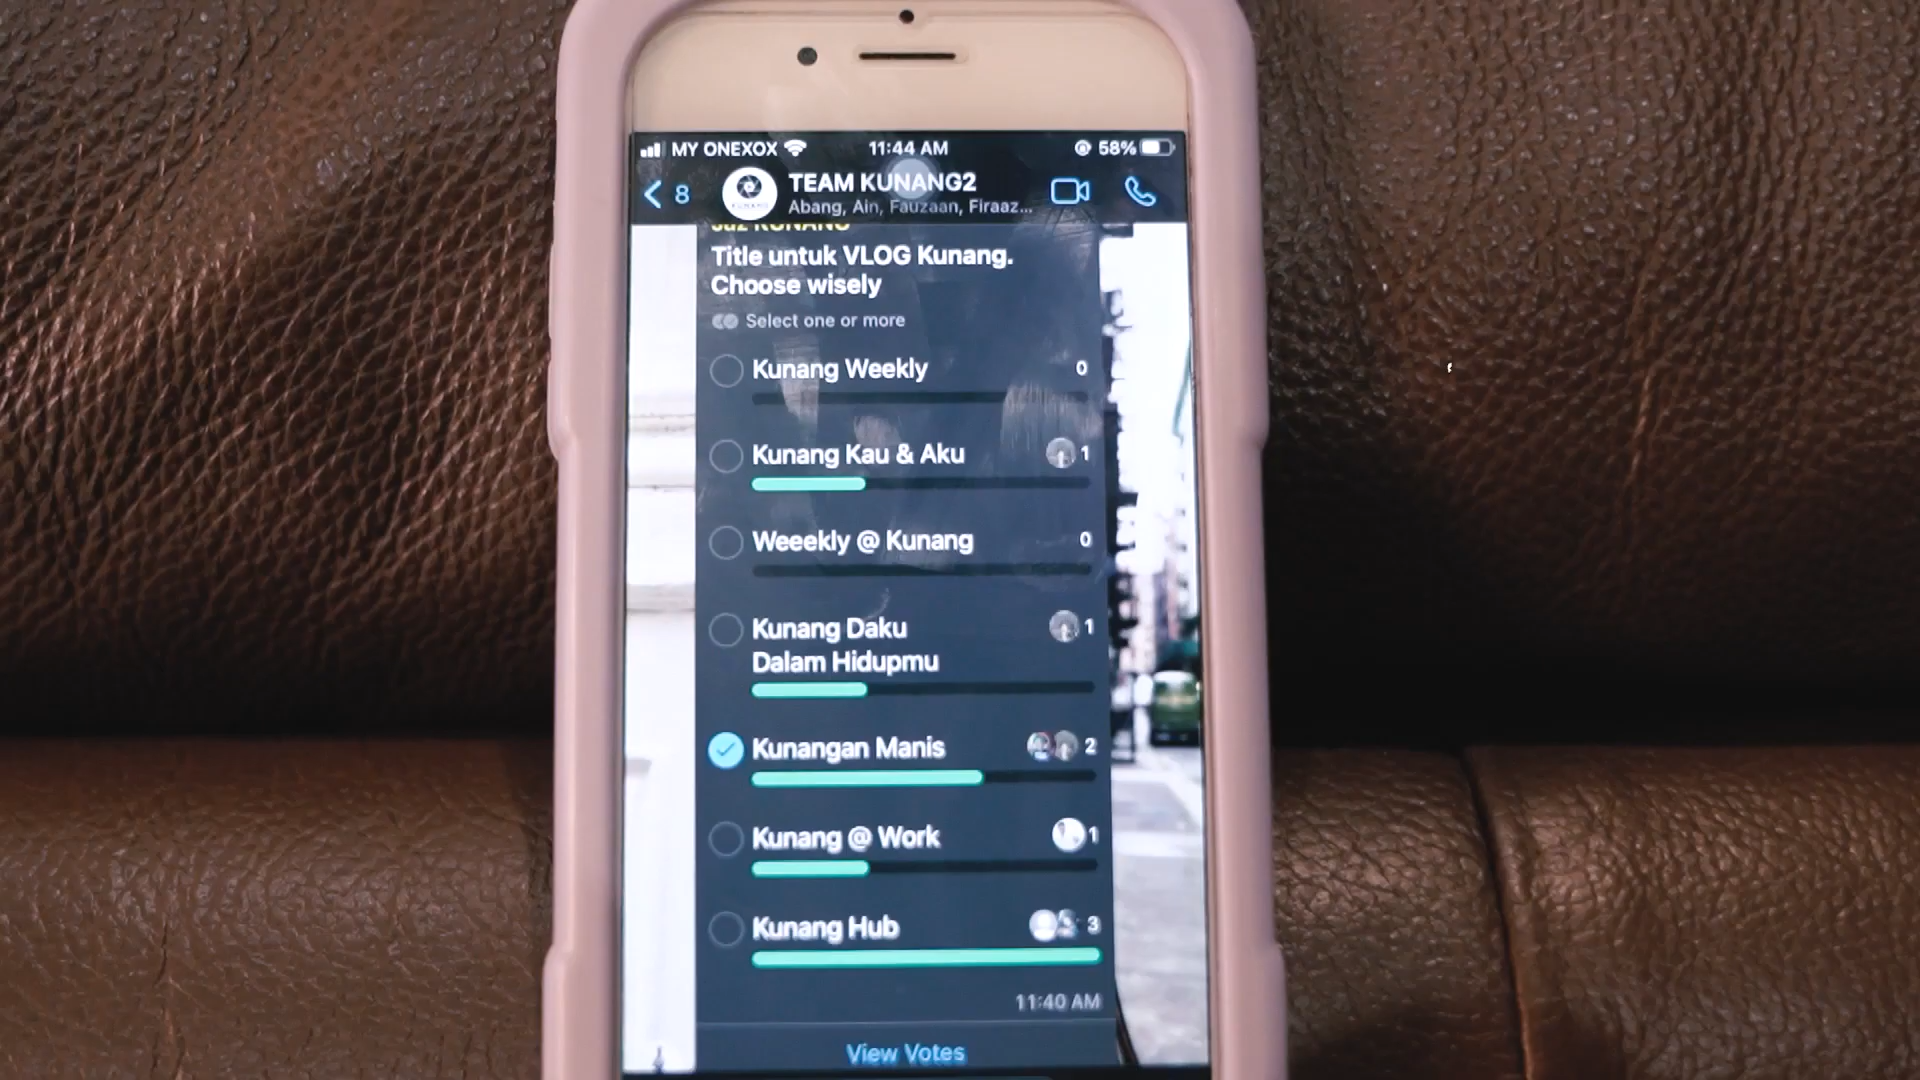 MY ONEXOX 11:44 AM 58%
8 TEAM KUNANG2
Abang, Ain, Fauzaan, Firaaz...
Juz KUNANG
Title untuk VLOG Kunang.
Choose wisely
Select one or more
Kunang Weekly 0
Kunang Kau & Aku 1
Weeekly @ Kunang 0
Kunang Daku 1
Dalam Hidupmu
Kunangan Manis 2
Kunang @ Work 1
Kunang Hub 3
11:40 AM
View Votes